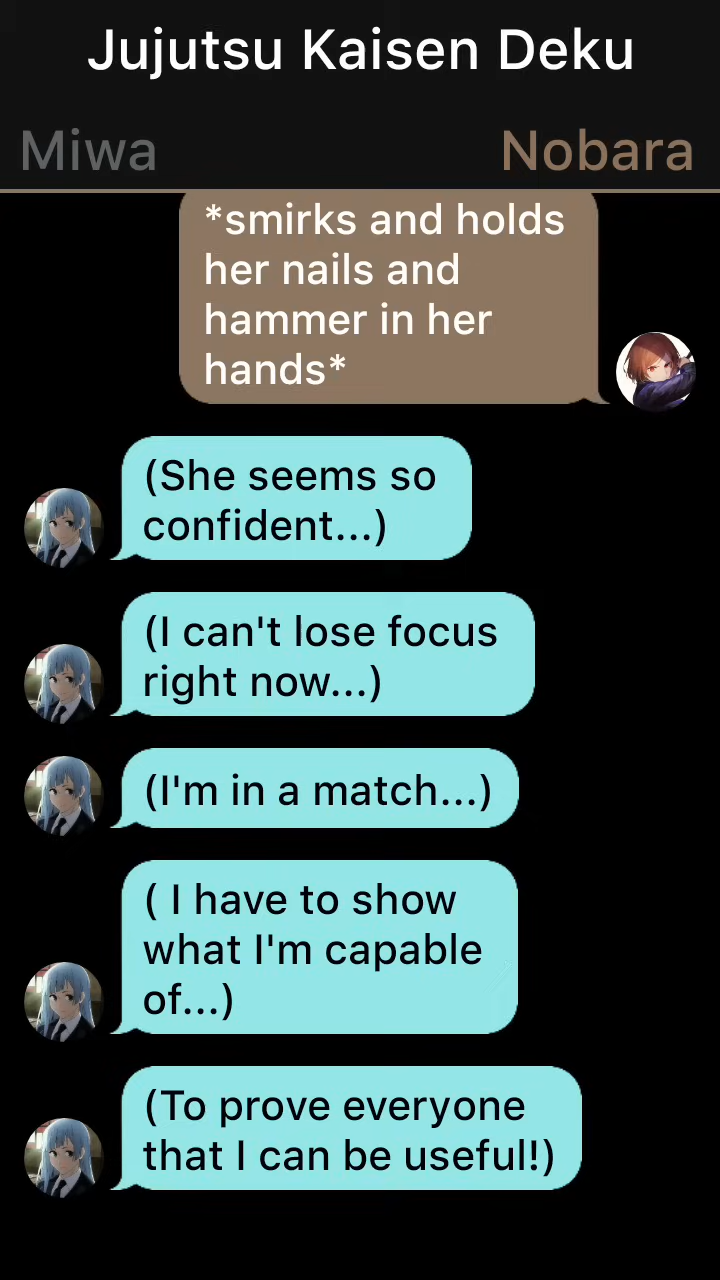 Jujutsu Kaisen Deku
Miwa
Nobara
*smirks and holds
her nails and
hammer in her
hands*
(She seems so
confident...)
(I can't lose focus
right now...)
(I'm in a match...)
( I have to show
what I'm capable
of...)
(To prove everyone
that I can be useful!)